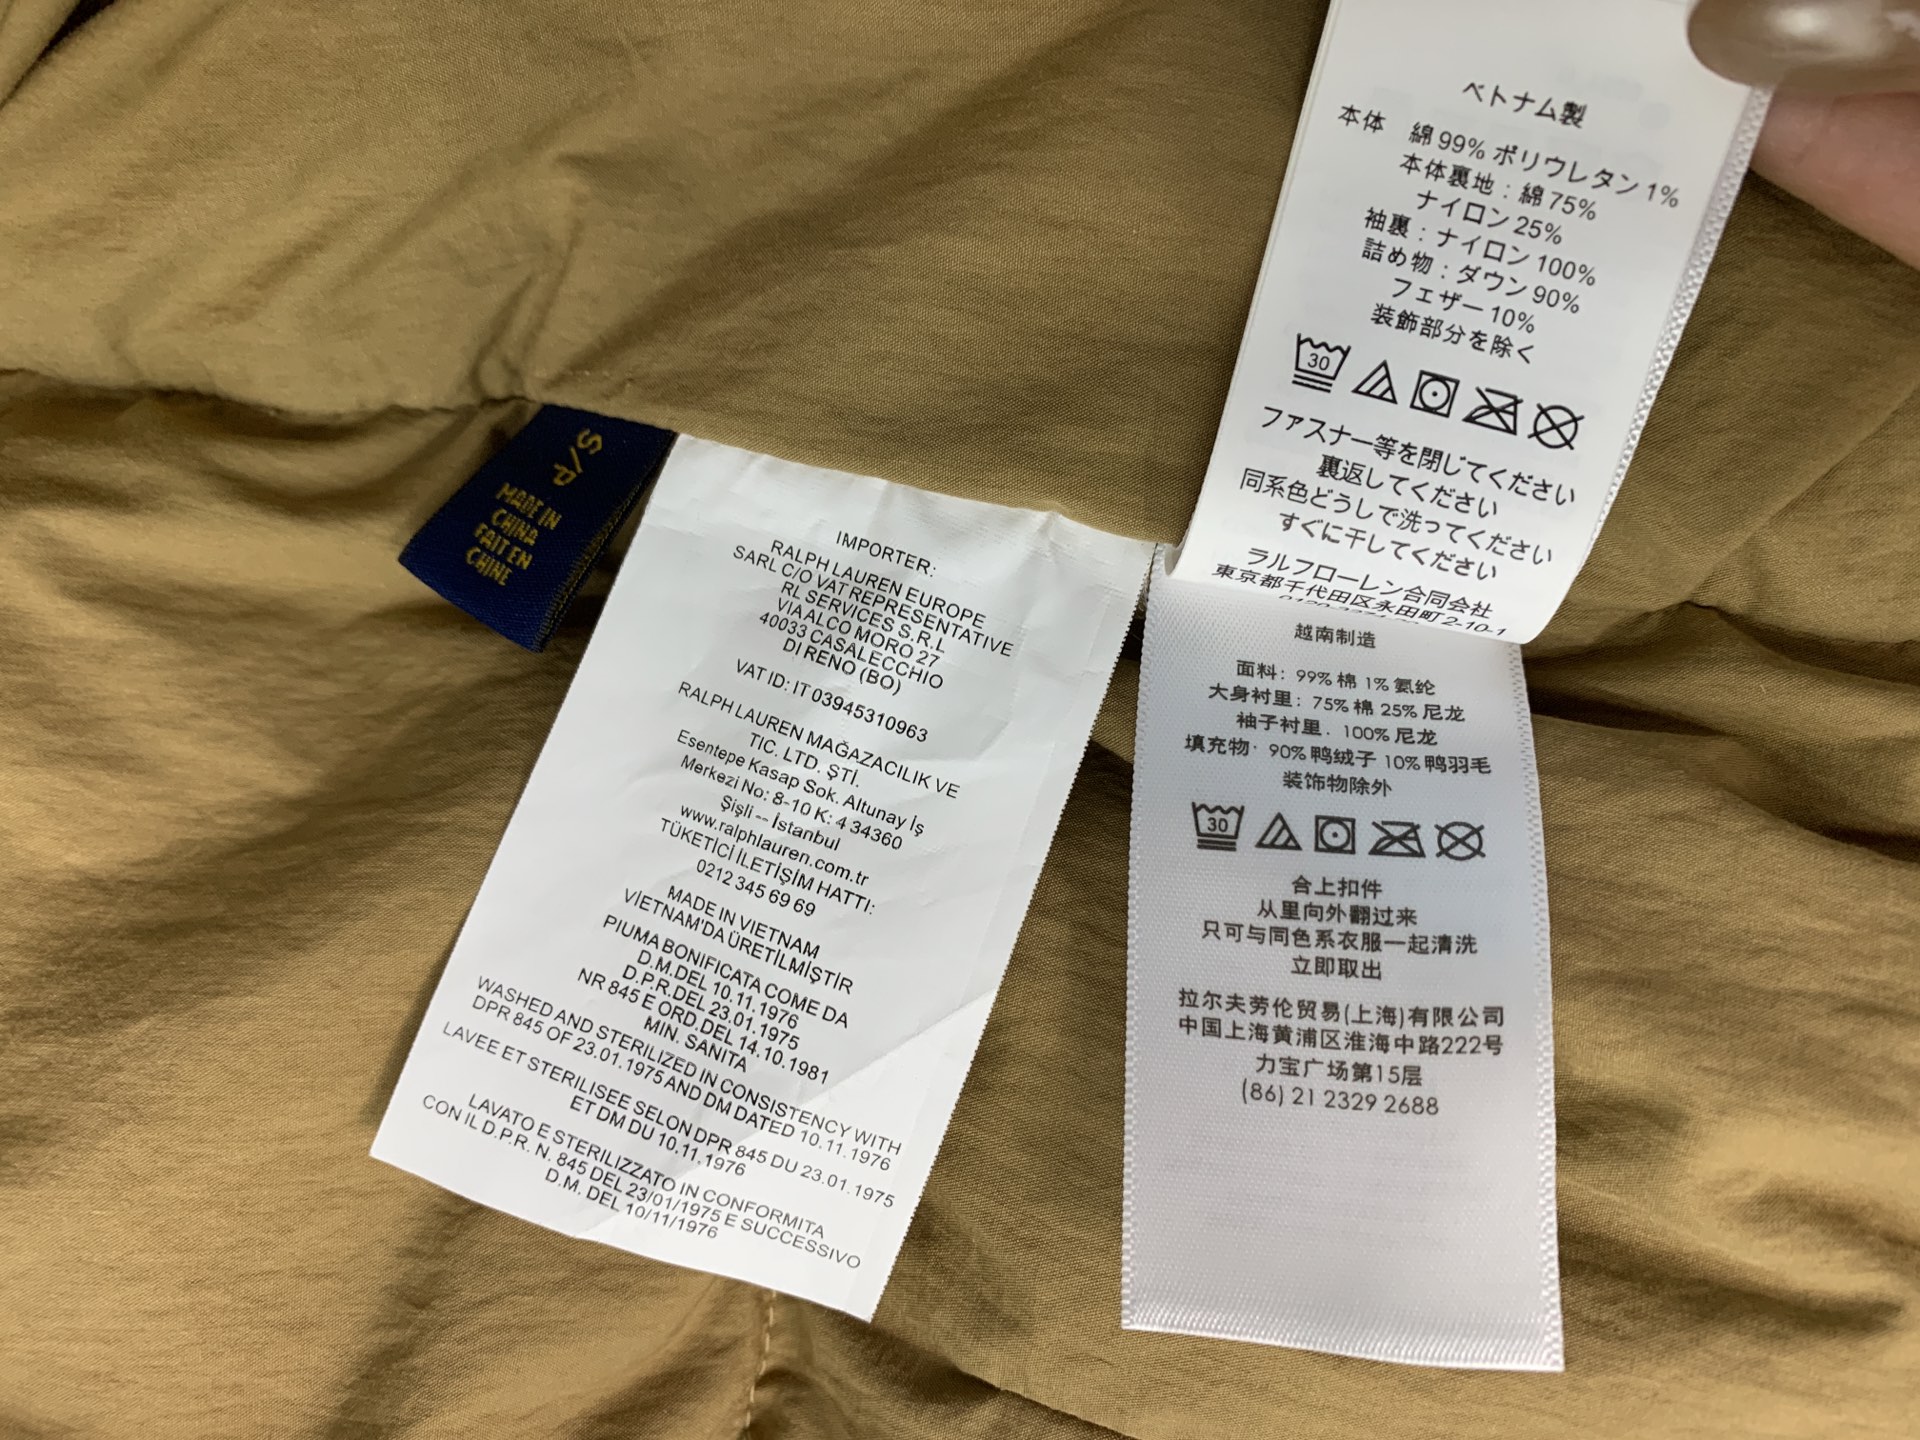 S/P
MADE IN
CHINA
FAIT EN
CHINE
IMPORTER:
RALPH LAUREN EUROPE
SARL C/O VAT REPRESENTATIVE
RL SERVICES S.R.L
VIA ALCO MORO 27
40033 CASALECCHIO
DI RENO (BO)
VAT ID: IT 03945310963
RALPH LAUREN MAĞAZACILIK VE
TIC. LTD. ŞTİ.
Esentepe Kasap Sok. Altunay İş
Merkezi No: 8-10 K: 4 34360
Şişli -- İstanbul
www.ralphlauren.com.tr
TÜKETİCİ İLETİŞİM HATTI:
0212 345 69 69
MADE IN VIETNAM
VİETNAM'DA ÜRETİLMİŞTİR
PIUMA BONIFICATA COME DA
D.M.DEL 10.11.1976
D.P.R.DEL 23.01.1975
NR 845 E ORD.DEL 14.10.1981
MIN. SANITA
WASHED AND STERILIZED IN CONSISTENCY WITH
DPR 845 OF 23.01.1975 AND DM DATED 10.11.1976
LAVEE ET STERILISEE SELON DPR 845 DU 23.01.1975
ET DM DU 10.11.1976
LAVATO E STERILIZZATO IN CONFORMITA
CON IL D.P.R. N. 845 DEL 23/01/1975 E SUCCESSIVO
D.M. DEL 10/11/1976
ベトナム製
本体 綿 99% ポリウレタン 1%
本体裏地：綿 75%
ナイロン 25%
袖裏：ナイロン 100%
詰め物：ダウン 90%
フェザー 10%
装飾部分を除く
30
ファスナー等を閉じてください
裏返してください
同系色どうしで洗ってください
すぐに干してください
ラルフローレン合同会社
東京都千代田区永田町 2-10-1
越南制造
面料：99% 棉 1% 氨纶
大身衬里：75% 棉 25% 尼龙
袖子衬里．100% 尼龙
填充物· 90% 鸭绒子 10% 鸭羽毛
装饰物除外
30
合上扣件
从里向外翻过来
只可与同色系衣服一起清洗
立即取出
拉尔夫劳伦贸易(上海)有限公司
中国上海黄浦区淮海中路222号
力宝广场第15层
(86) 21 2329 2688